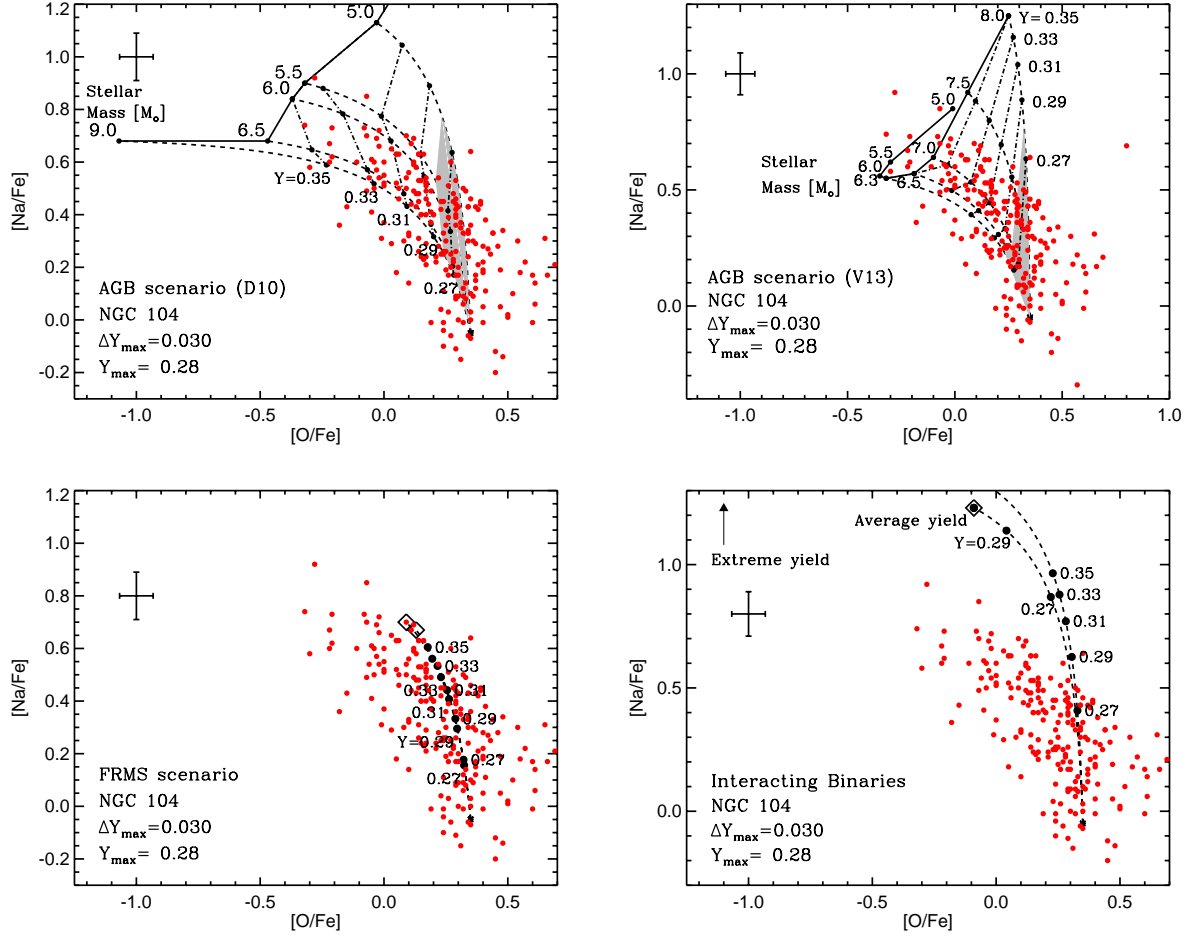 5.0
5.5
6.0
Stellar
Mass [M₀]
9.0
6.5
Y=0.35
0.33
0.31
0.29
0.27
AGB scenario (D10)
NGC 104
ΔYmax=0.030
Ymax= 0.28
1.2
1.0
0.8
0.6
0.4
0.2
0.0
-0.2
[Na/Fe]
-1.0
-0.5
0.0
0.5
[O/Fe]
8.0
Y=0.35
0.33
0.31
0.29
0.27
7.5
5.0
7.0
5.5
6.0
6.3
6.5
Stellar
Mass [M₀]
AGB scenario (V13)
NGC 104
ΔYmax=0.030
Ymax= 0.28
1.0
0.5
0.0
[Na/Fe]
-1.0
-0.5
0.0
0.5
1.0
[O/Fe]
0.35
0.33
0.33
0.31
0.31
0.29
Y=0.29
0.27
0.27
FRMS scenario
NGC 104
ΔYmax=0.030
Ymax= 0.28
1.2
1.0
0.8
0.6
0.4
0.2
0.0
-0.2
[Na/Fe]
-1.0
-0.5
0.0
0.5
[O/Fe]
Average yield
Extreme yield
Y=0.29
0.35
0.33
0.27
0.31
0.29
0.27
Interacting Binaries
NGC 104
ΔYmax=0.030
Ymax= 0.28
1.0
0.5
0.0
[Na/Fe]
-1.0
-0.5
0.0
0.5
[O/Fe]